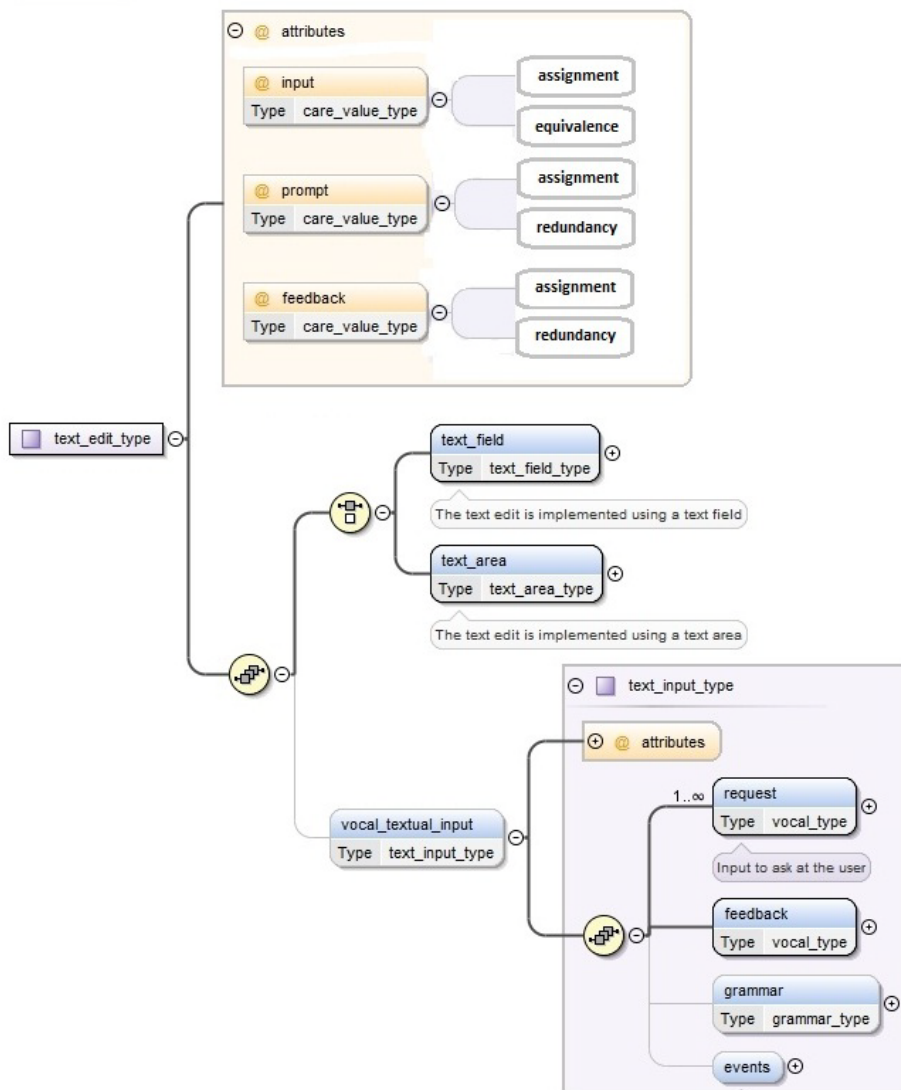 @ attributes
@ input
Type care_value_type
assignment
equivalence
@ prompt
Type care_value_type
assignment
redundancy
@ feedback
Type care_value_type
assignment
redundancy
text_edit_type
text_field
Type text_field_type
The text edit is implemented using a text field
text_area
Type text_area_type
The text edit is implemented using a text area
text_input_type
@ attributes
vocal_textual_input
Type text_input_type
1..∞
request
Type vocal_type
Input to ask at the user
feedback
Type vocal_type
grammar
Type grammar_type
events